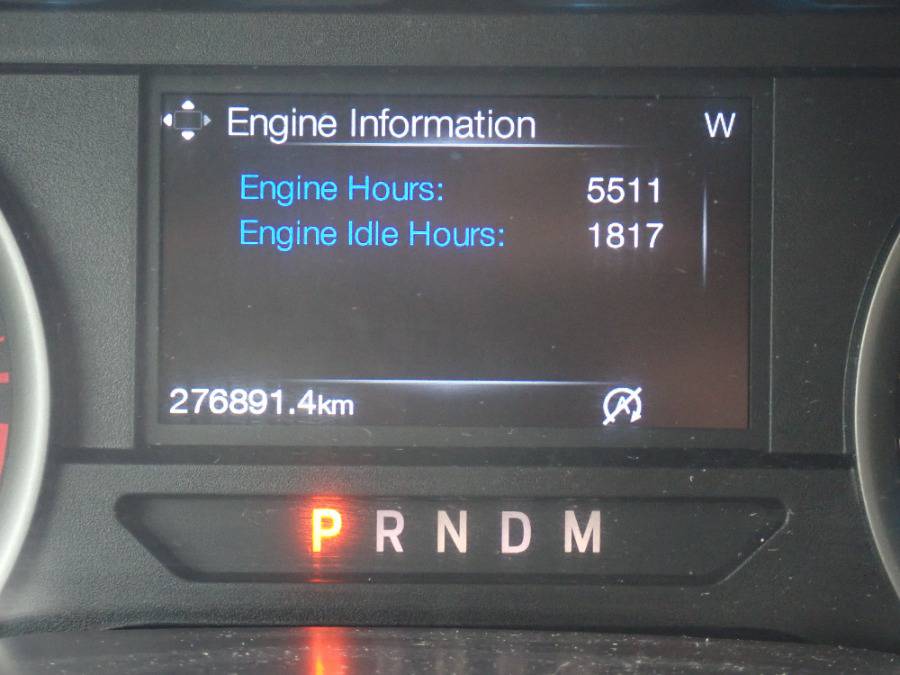 Engine Information W
Engine Hours: 5511
Engine Idle Hours: 1817
276891.4km A
P R N D M